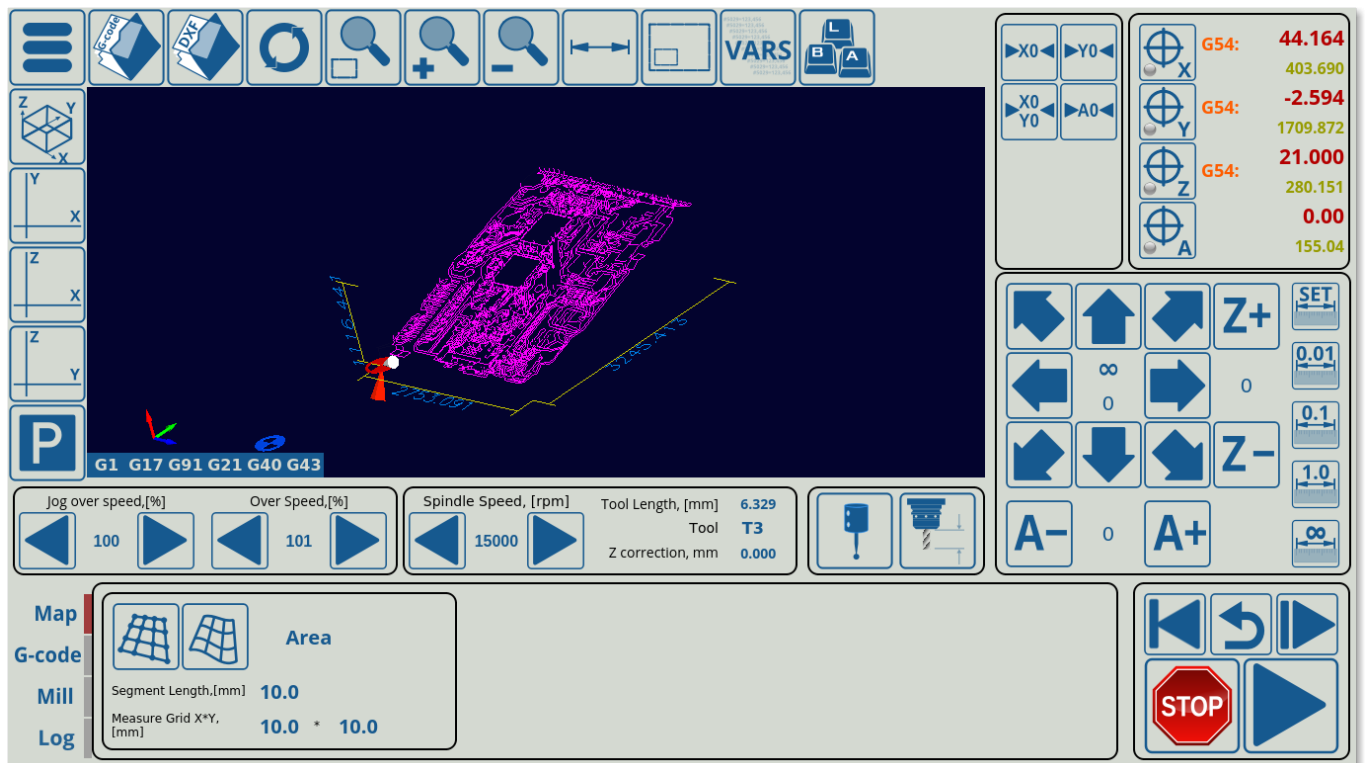 G-code
DXF
VARS
L
B A
X0 Y0
X0
Y0
A0
X
G54: 44.164
403.690
Y
G54: -2.594
1709.872
Z
G54: 21.000
280.151
A
0.00
155.04
Z Y
X
Y
X
Z
X
Z
Y
P
2753.091
G1 G17 G91 G21 G40 G43
Z+
SET
∞
0
0
0.01
0.1
Z−
1.0
A− 0 A+
∞
Jog over speed,[%]
100
Over Speed,[%]
101
Spindle Speed, [rpm]
15000
Tool Length, [mm] 6.329
Tool T3
Z correction, mm 0.000
Map
G-code
Mill
Log
Area
Segment Length,[mm] 10.0
Measure Grid X*Y,
[mm] 10.0 * 10.0
STOP